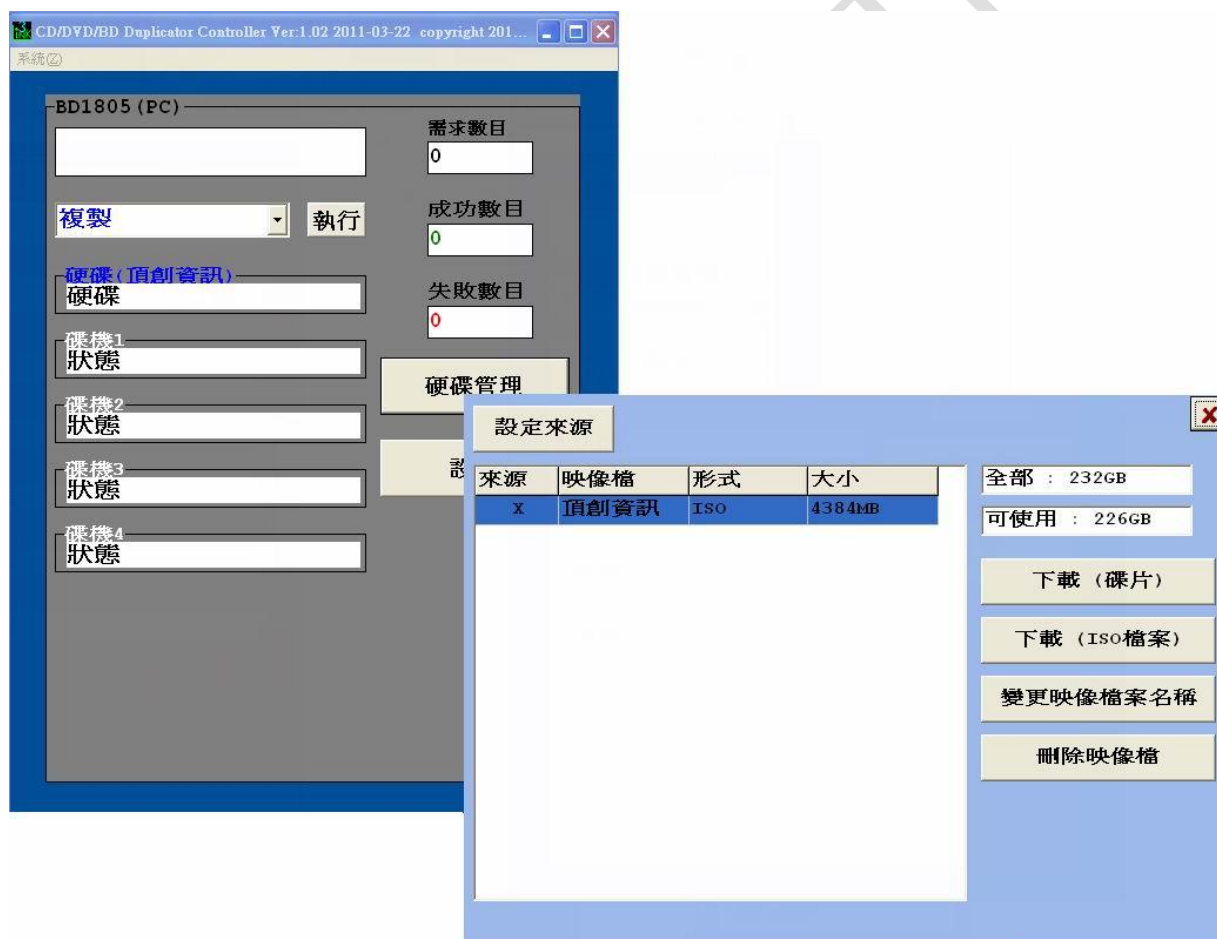 CD/DVD/BD Duplicator Controller Ver:1.02 2011-03-22 copyright 201...
系統(Z)
BD1805(PC)
需求數目
0
複製
執行
成功數目
0
硬碟(頂創資訊)
硬碟
失敗數目
0
碟機1
狀態
硬碟管理
碟機2
狀態
設
碟機3
狀態
碟機4
狀態
設定來源
X
來源 映像檔 形式 大小
X 頂創資訊 ISO 4384MB
全部 : 232GB
可使用 : 226GB
下載 (碟片)
下載 (ISO檔案)
變更映像檔案名稱
刪除映像檔